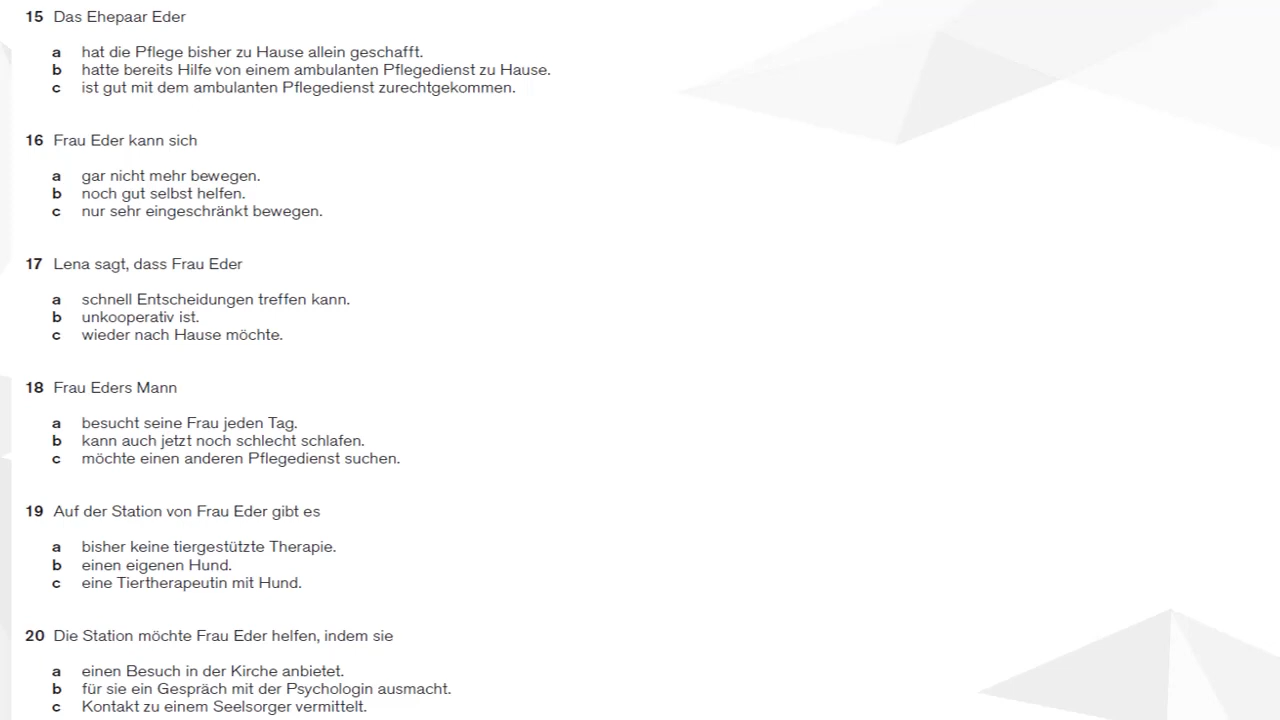 15 Das Ehepaar Eder
a hat die Pflege bisher zu Hause allein geschafft.
b hatte bereits Hilfe von einem ambulanten Pflegedienst zu Hause.
c ist gut mit dem ambulanten Pflegedienst zurechtgekommen.
16 Frau Eder kann sich
a gar nicht mehr bewegen.
b noch gut selbst helfen.
c nur sehr eingeschränkt bewegen.
17 Lena sagt, dass Frau Eder
a schnell Entscheidungen treffen kann.
b unkooperativ ist.
c wieder nach Hause möchte.
18 Frau Eders Mann
a besucht seine Frau jeden Tag.
b kann auch jetzt noch schlecht schlafen.
c möchte einen anderen Pflegedienst suchen.
19 Auf der Station von Frau Eder gibt es
a bisher keine tiergestützte Therapie.
b einen eigenen Hund.
c eine Tiertherapeutin mit Hund.
20 Die Station möchte Frau Eder helfen, indem sie
a einen Besuch in der Kirche anbietet.
b für sie ein Gespräch mit der Psychologin ausmacht.
c Kontakt zu einem Seelsorger vermittelt.